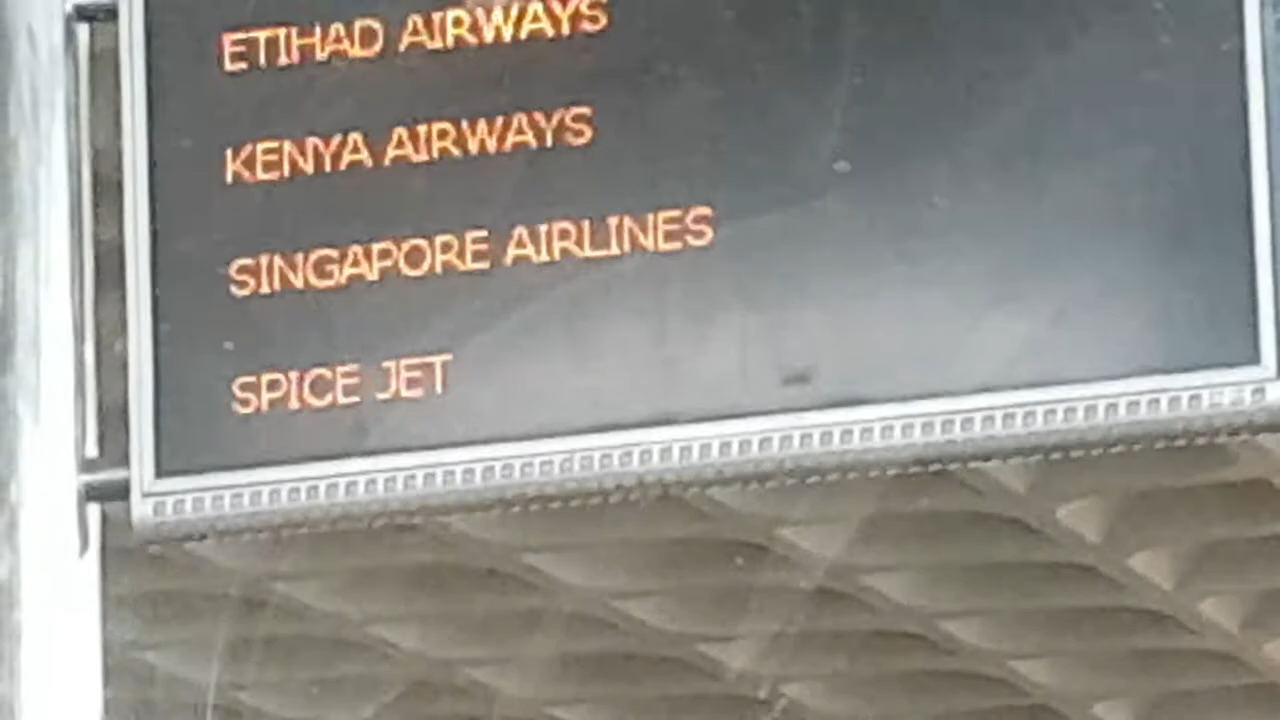 ETIHAD AIRWAYS
KENYA AIRWAYS
SINGAPORE AIRLINES
SPICE JET